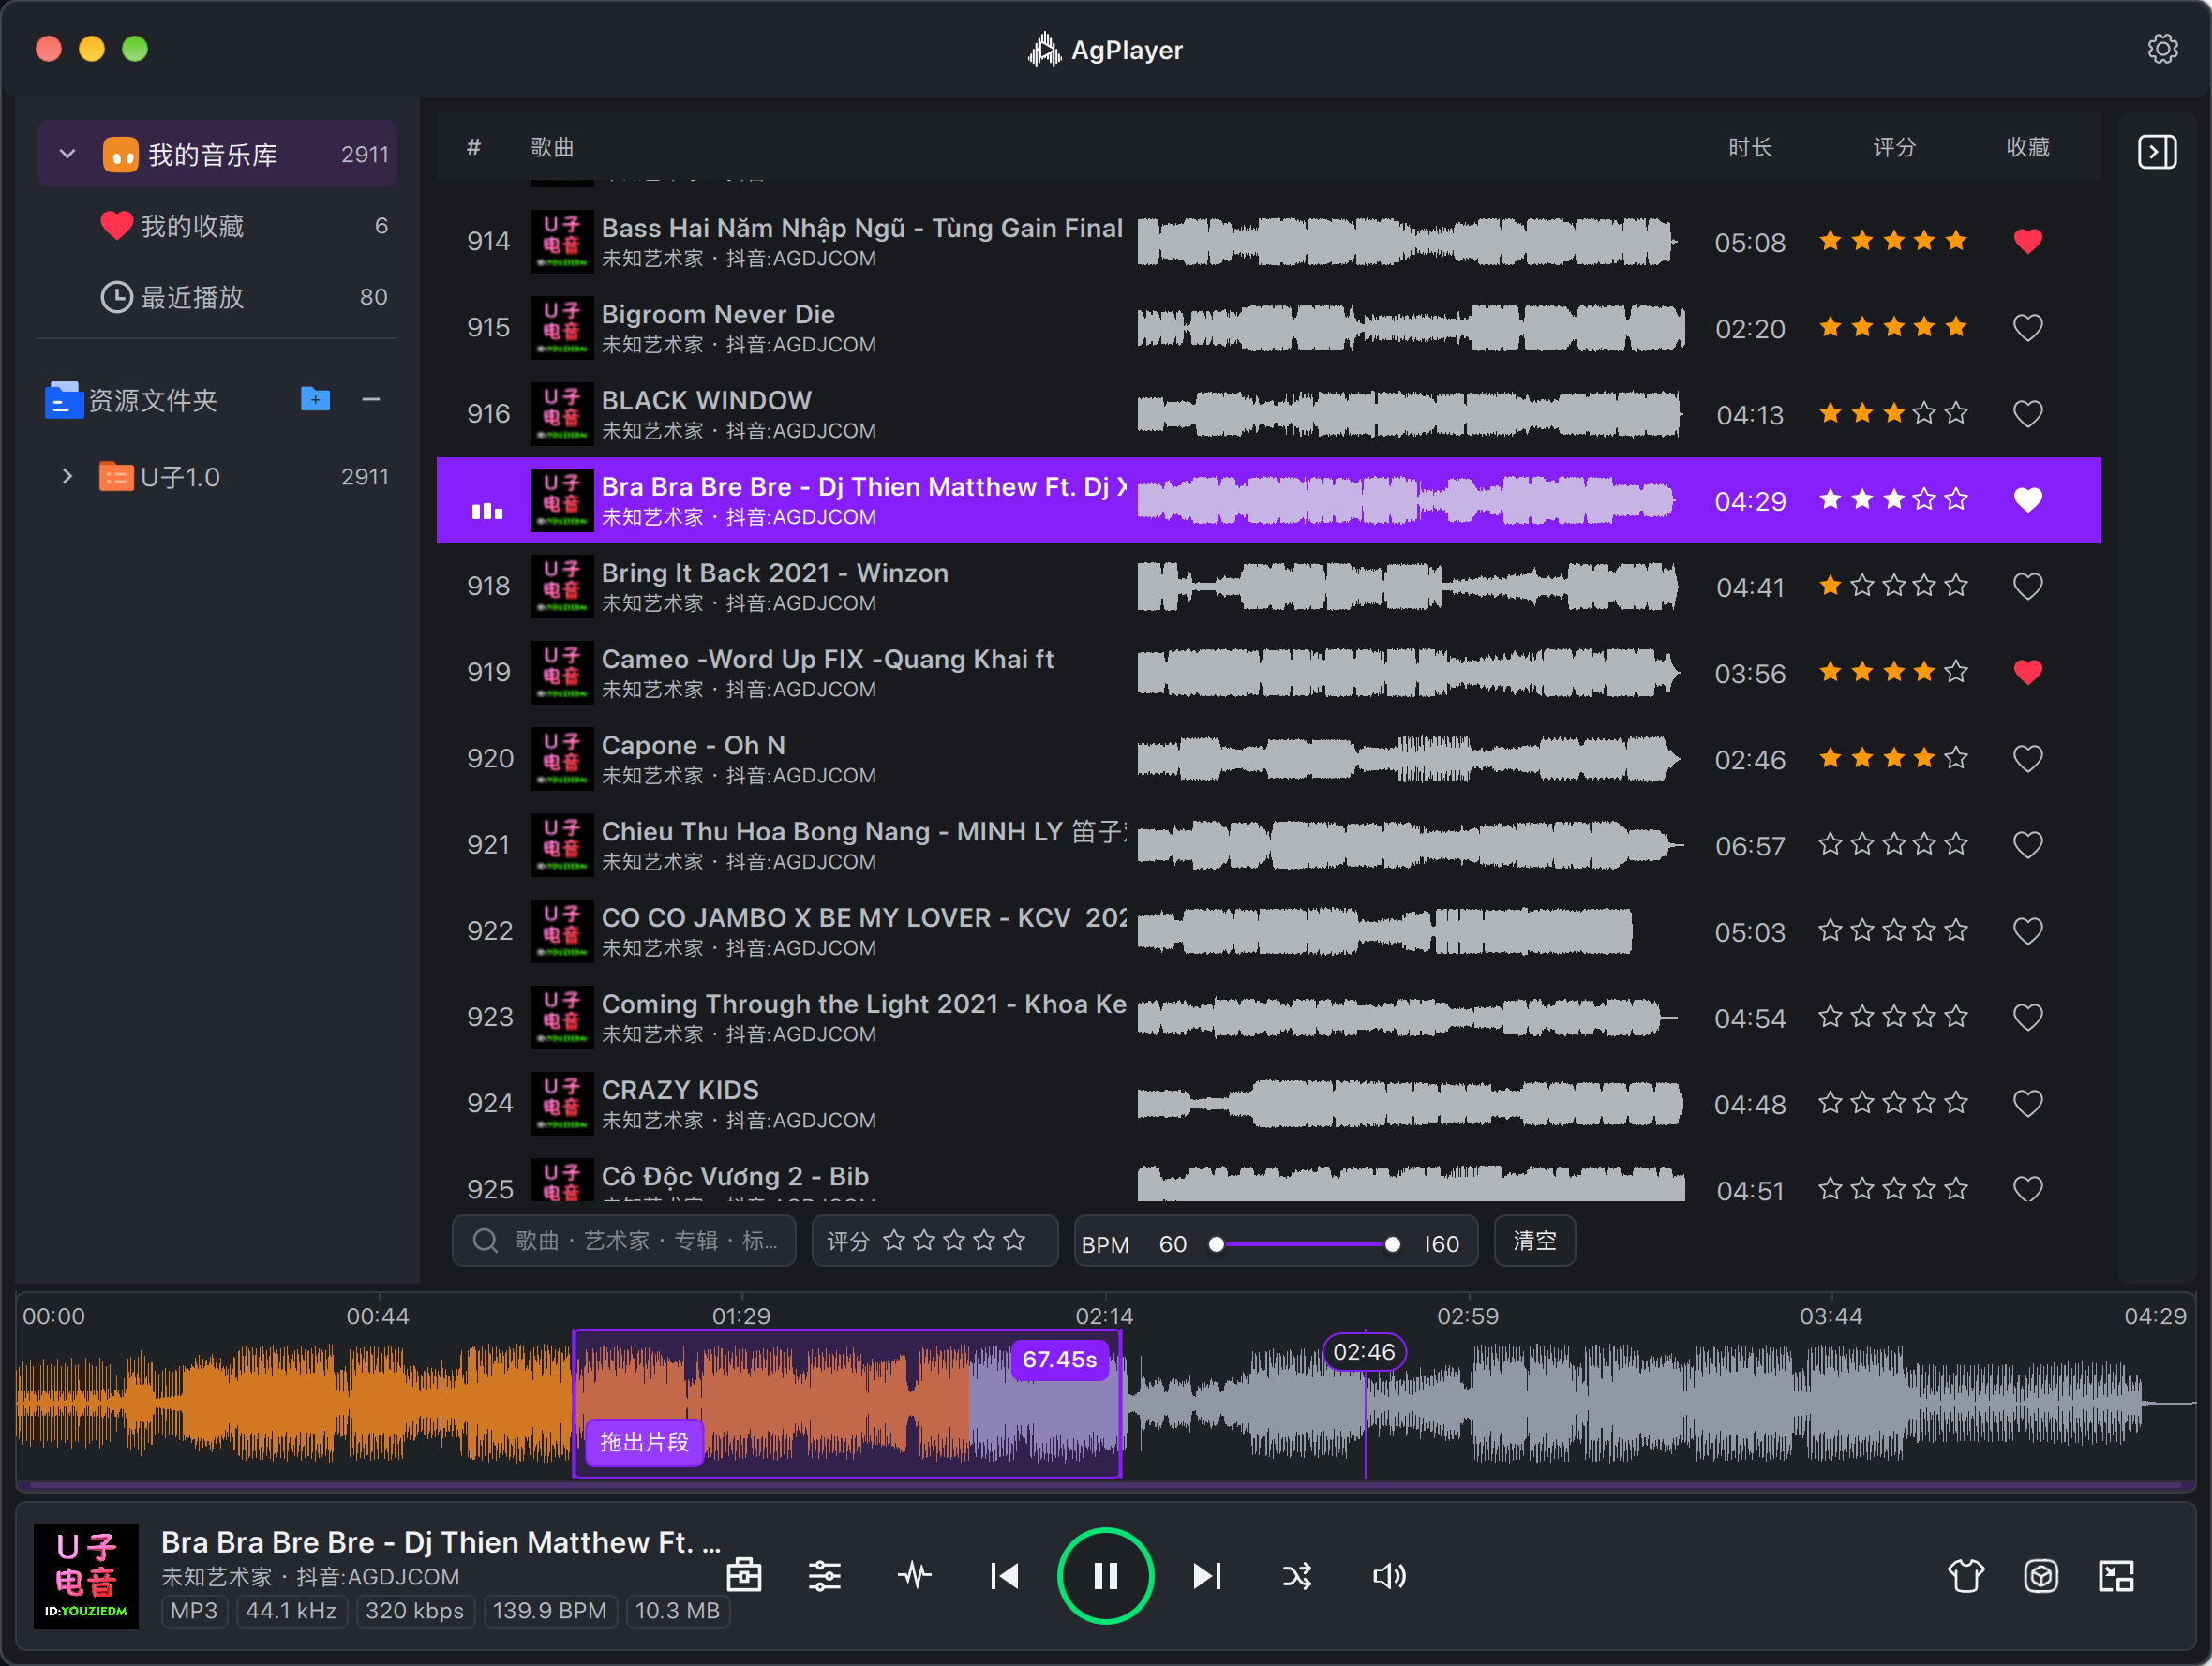 AgPlayer
我的音乐库 2911
我的收藏 6
最近播放 80
资源文件夹
U子1.0 2911
# 歌曲 时长 评分 收藏
914 Bass Hai Năm Nhập Ngũ - Tùng Gain Final 05:08
未知艺术家 · 抖音:AGDJCOM
915 Bigroom Never Die 02:20
未知艺术家 · 抖音:AGDJCOM
916 BLACK WINDOW 04:13
未知艺术家 · 抖音:AGDJCOM
Bra Bra Bre Bre - Dj Thien Matthew Ft. Dj X 04:29
未知艺术家 · 抖音:AGDJCOM
918 Bring It Back 2021 - Winzon 04:41
未知艺术家 · 抖音:AGDJCOM
919 Cameo -Word Up FIX -Quang Khai ft 03:56
未知艺术家 · 抖音:AGDJCOM
920 Capone - Oh N 02:46
未知艺术家 · 抖音:AGDJCOM
921 Chieu Thu Hoa Bong Nang - MINH LY 笛子 06:57
未知艺术家 · 抖音:AGDJCOM
922 CO CO JAMBO X BE MY LOVER - KCV 202 05:03
未知艺术家 · 抖音:AGDJCOM
923 Coming Through the Light 2021 - Khoa Ke 04:54
未知艺术家 · 抖音:AGDJCOM
924 CRAZY KIDS 04:48
未知艺术家 · 抖音:AGDJCOM
925 Cô Độc Vương 2 - Bib 04:51
歌曲 · 艺术家 · 专辑 · 标... 评分 BPM 60 160 清空
00:00 00:44 01:29 02:14 02:59 03:44 04:29
67.45s
02:46
拖出片段
U子
电音
ID:YOUZIEDM
Bra Bra Bre Bre - Dj Thien Matthew Ft. ...
未知艺术家 · 抖音:AGDJCOM
MP3 44.1 kHz 320 kbps 139.9 BPM 10.3 MB